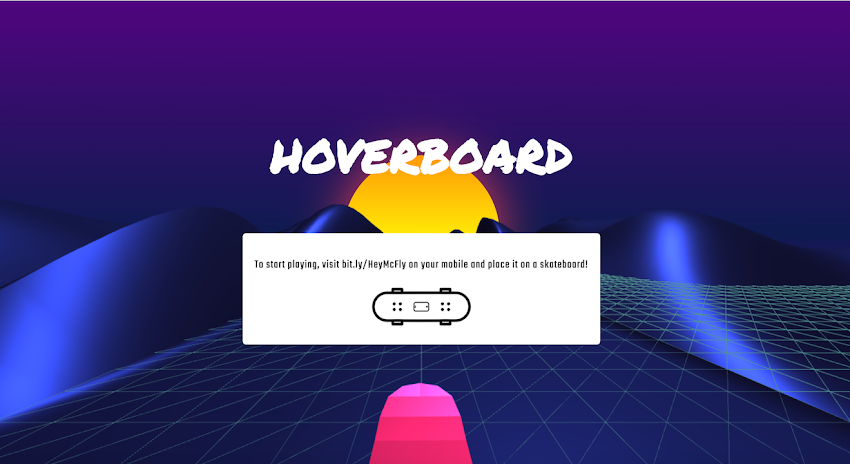 HOVERBOARD
To start playing, visit bit.ly/HeyMcFly on your mobile and place it on a skateboard!